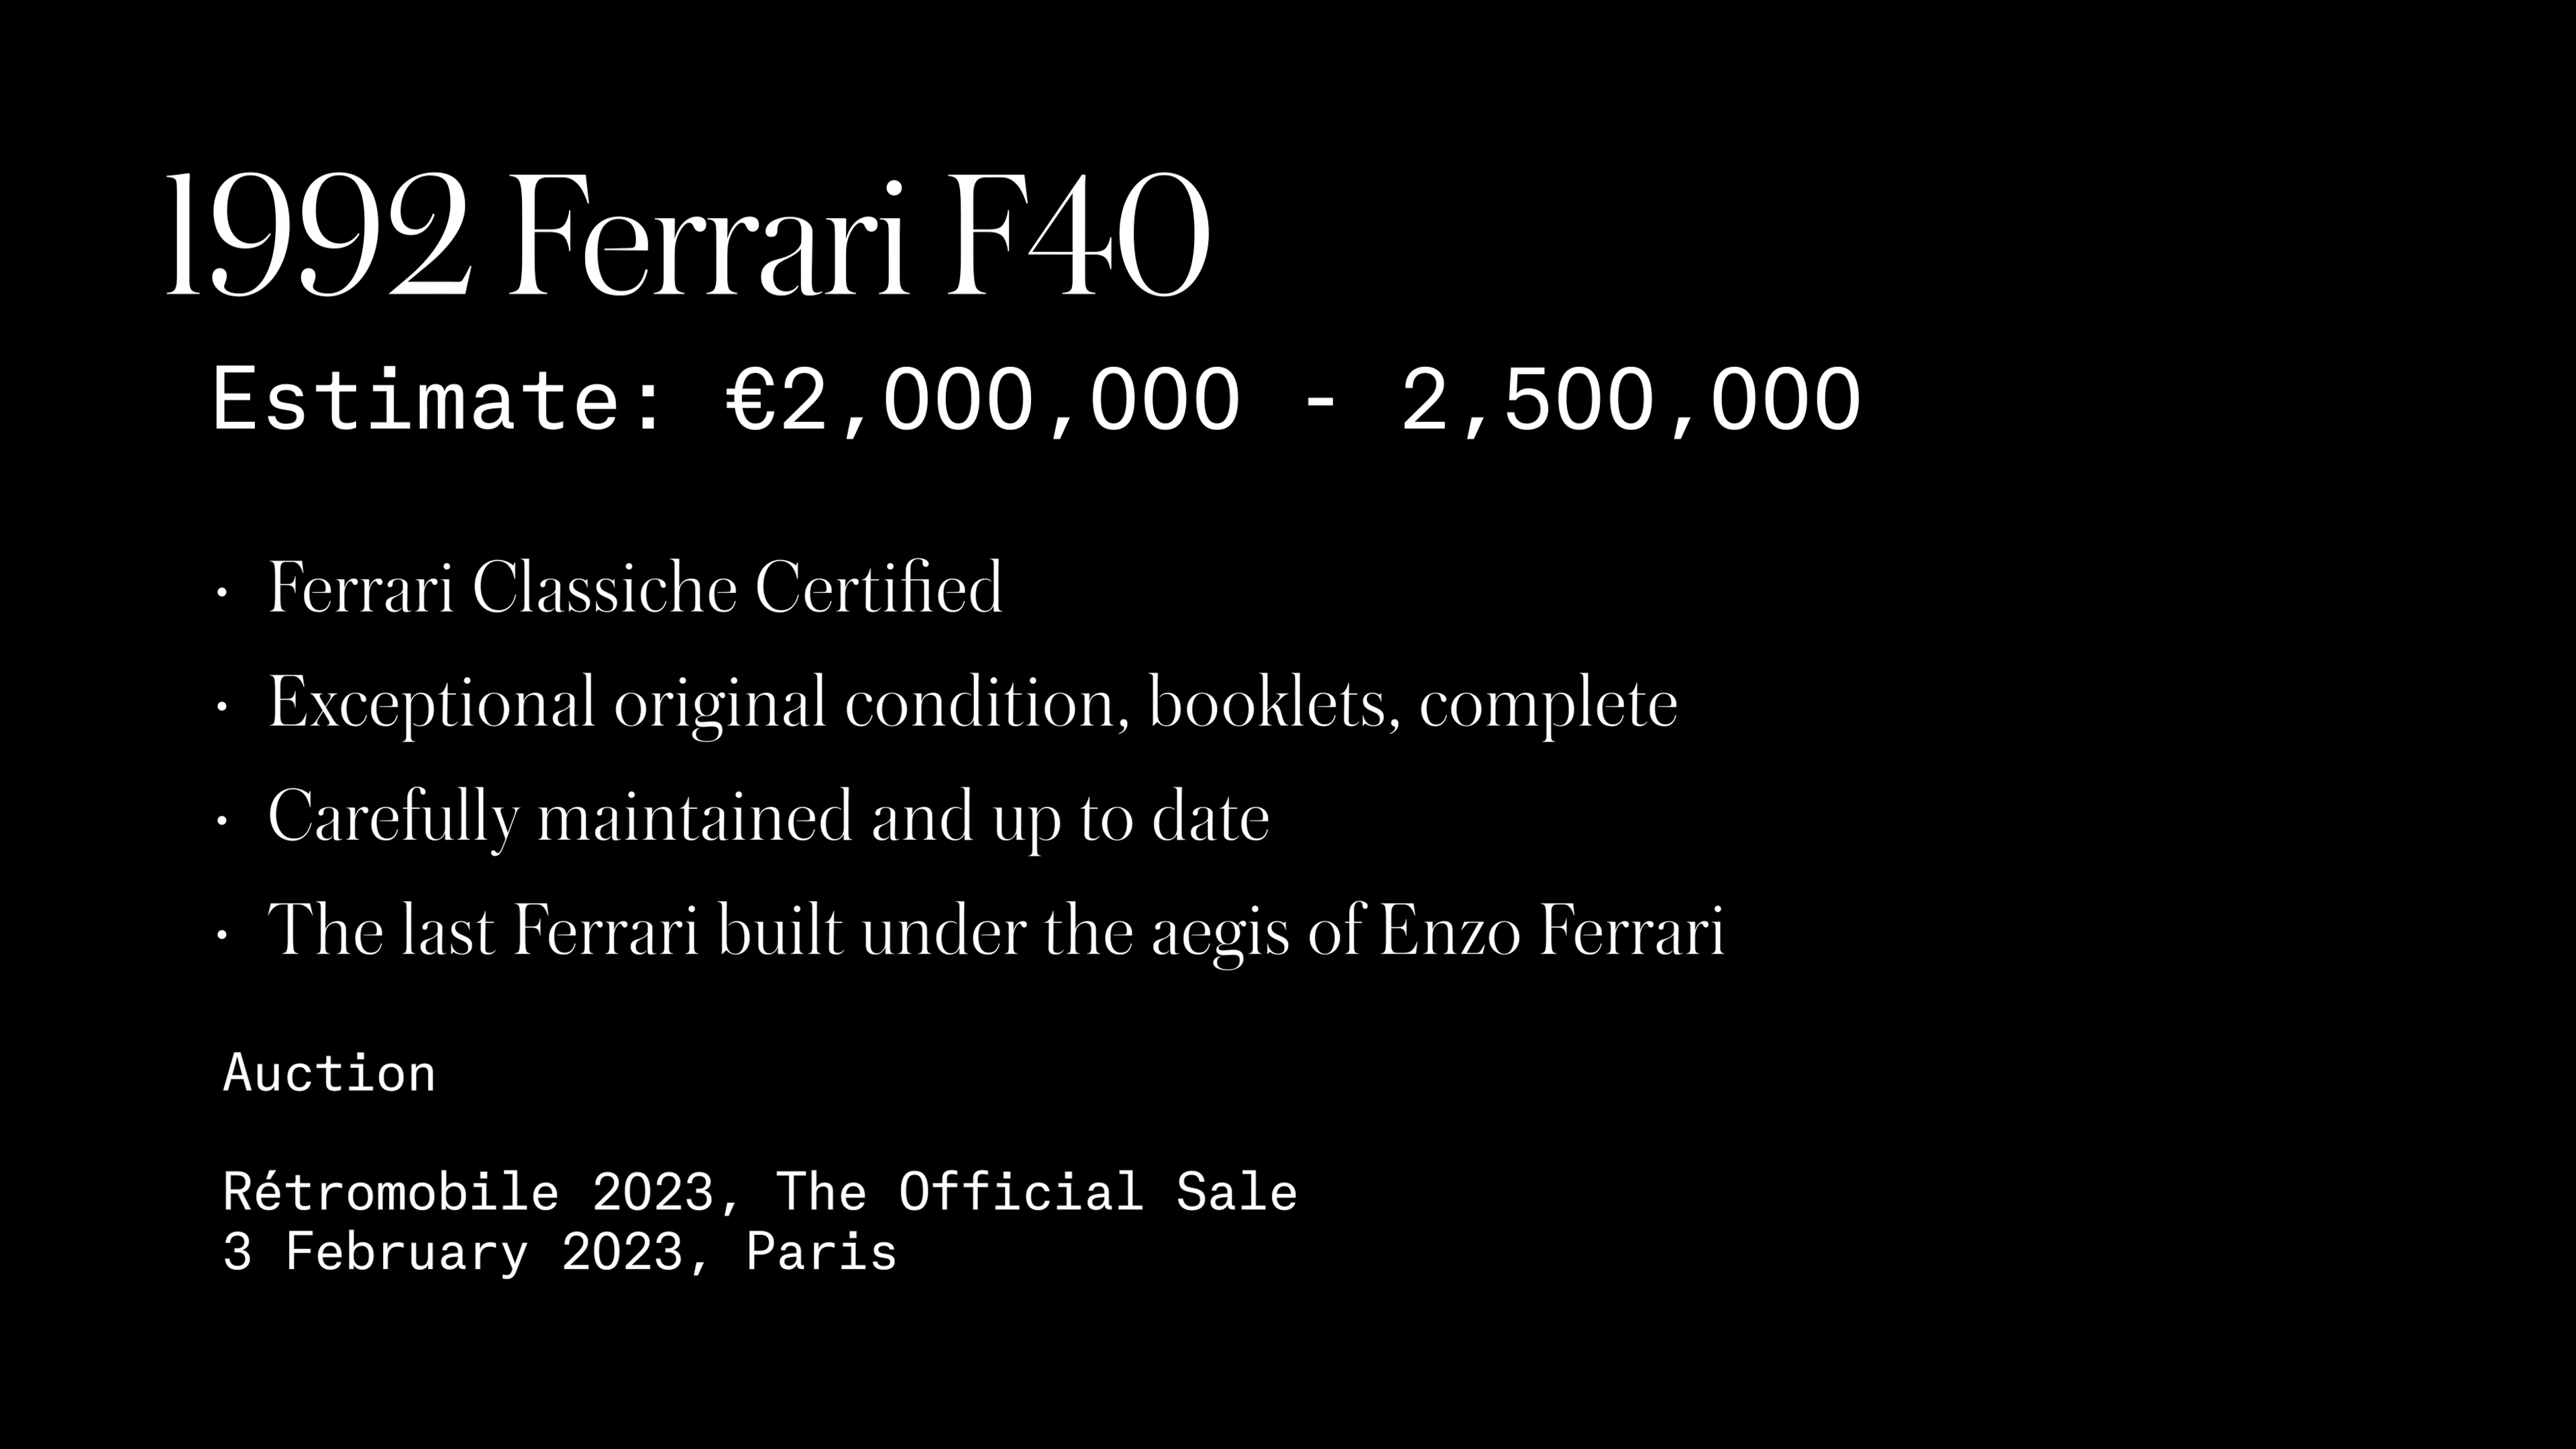 1992 Ferrari F40
Estimate: €2,000,000 - 2,500,000
· Ferrari Classiche Certified
· Exceptional original condition, booklets, complete
· Carefully maintained and up to date
· The last Ferrari built under the aegis of Enzo Ferrari
Auction
Rétromobile 2023, The Official Sale
3 February 2023, Paris